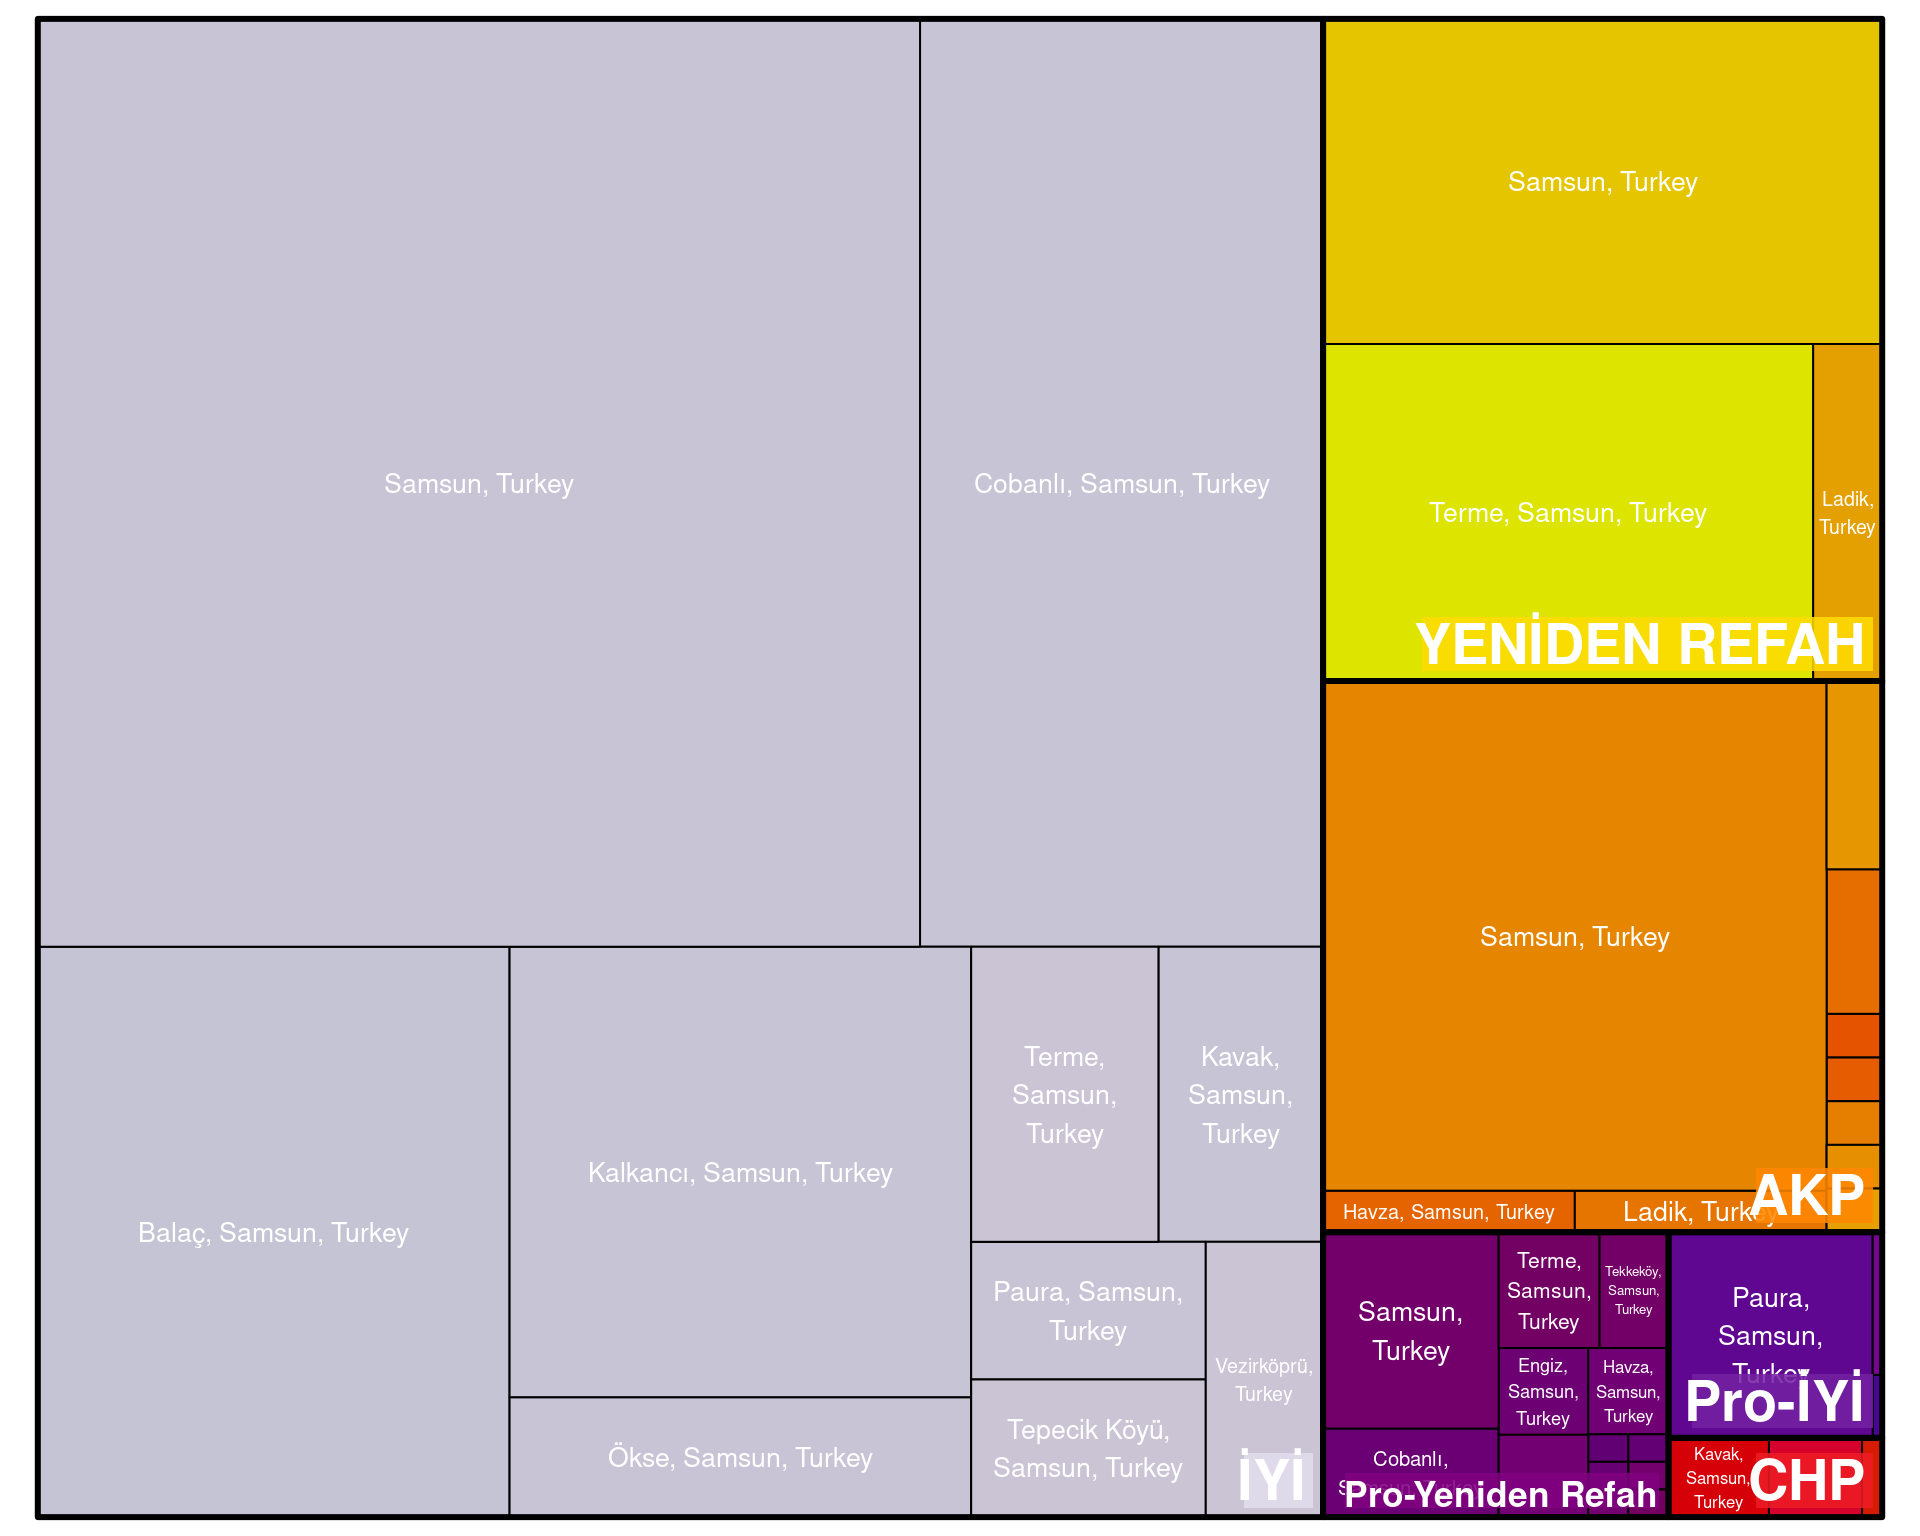 Samsun, Turkey
Cobanlı, Samsun, Turkey
Balaç, Samsun, Turkey
Kalkancı, Samsun, Turkey
Ökse, Samsun, Turkey
Terme,
Samsun,
Turkey
Kavak,
Samsun,
Turkey
Paura, Samsun,
Turkey
Tepecik Köyü,
Samsun, Turkey
Vezirköprü,
Turkey
İYİ
Samsun, Turkey
Terme, Samsun, Turkey
Ladik,
Turkey
YENİDEN REFAH
Samsun, Turkey
Havza, Samsun, Turkey
Ladik, Turkey
AKP
Samsun,
Turkey
Terme,
Samsun,
Turkey
Tekkeköy,
Samsun,
Turkey
Engiz,
Samsun,
Turkey
Havza,
Samsun,
Turkey
Cobanlı,
Pro-Yeniden Refah
Paura,
Samsun,
Turkey
Pro-İYİ
Kavak,
Samsun,
Turkey
CHP